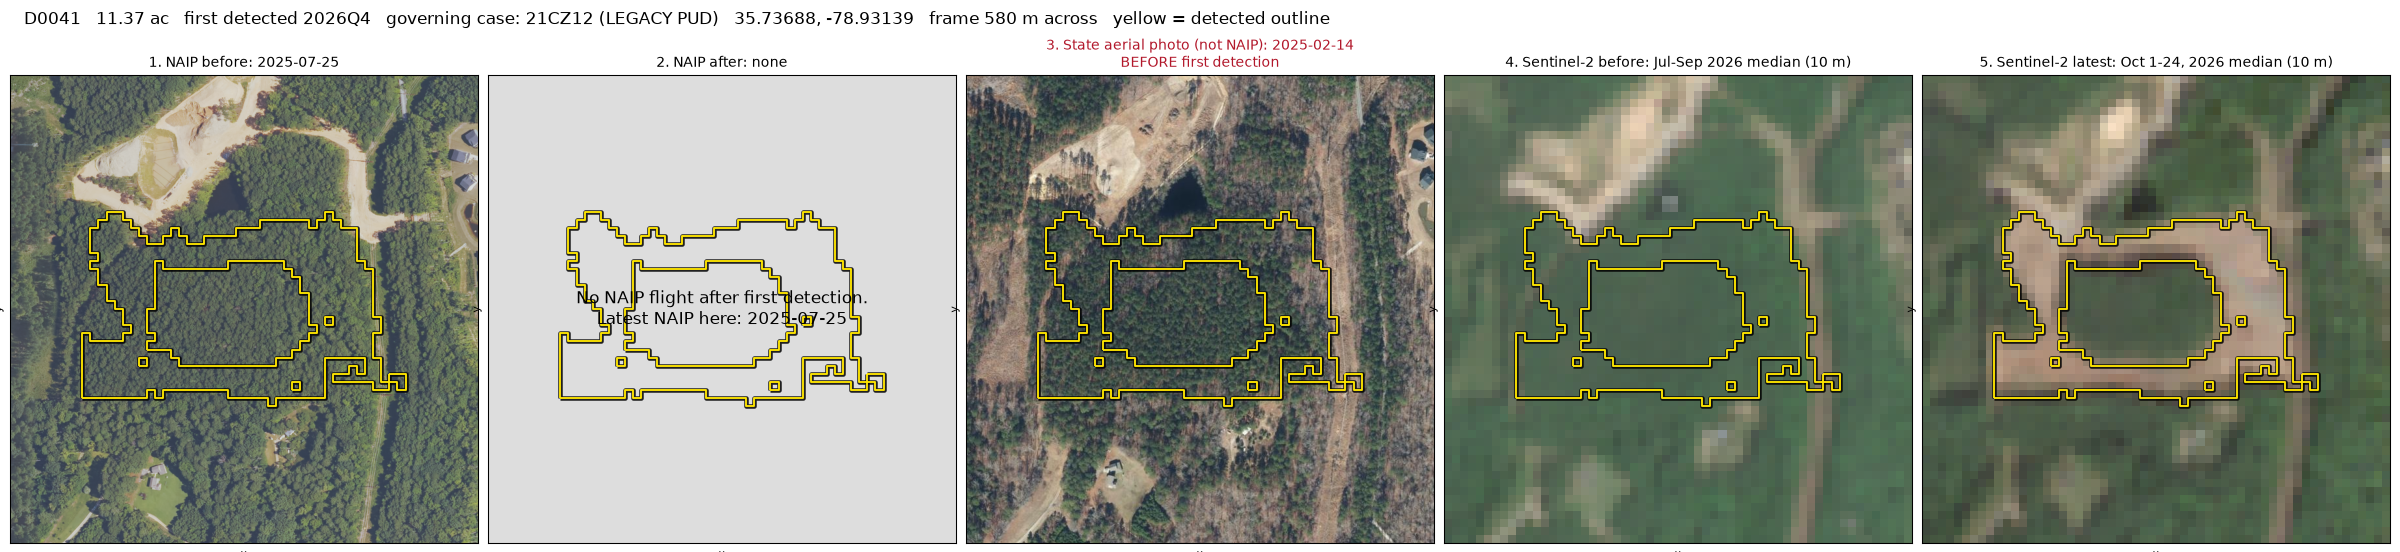 D0041   11.37 ac   first detected 2026Q4   governing case: 21CZ12 (LEGACY PUD)   35.73688, -78.93139   frame 580 m across   yellow = detected outline
1. NAIP before: 2025-07-25
2. NAIP after: none
3. State aerial photo (not NAIP): 2025-02-14
BEFORE first detection
4. Sentinel-2 before: Jul-Sep 2026 median (10 m)
5. Sentinel-2 latest: Oct 1-24, 2026 median (10 m)
No NAIP flight after first detection.
latest NAIP here: 2025-07-25